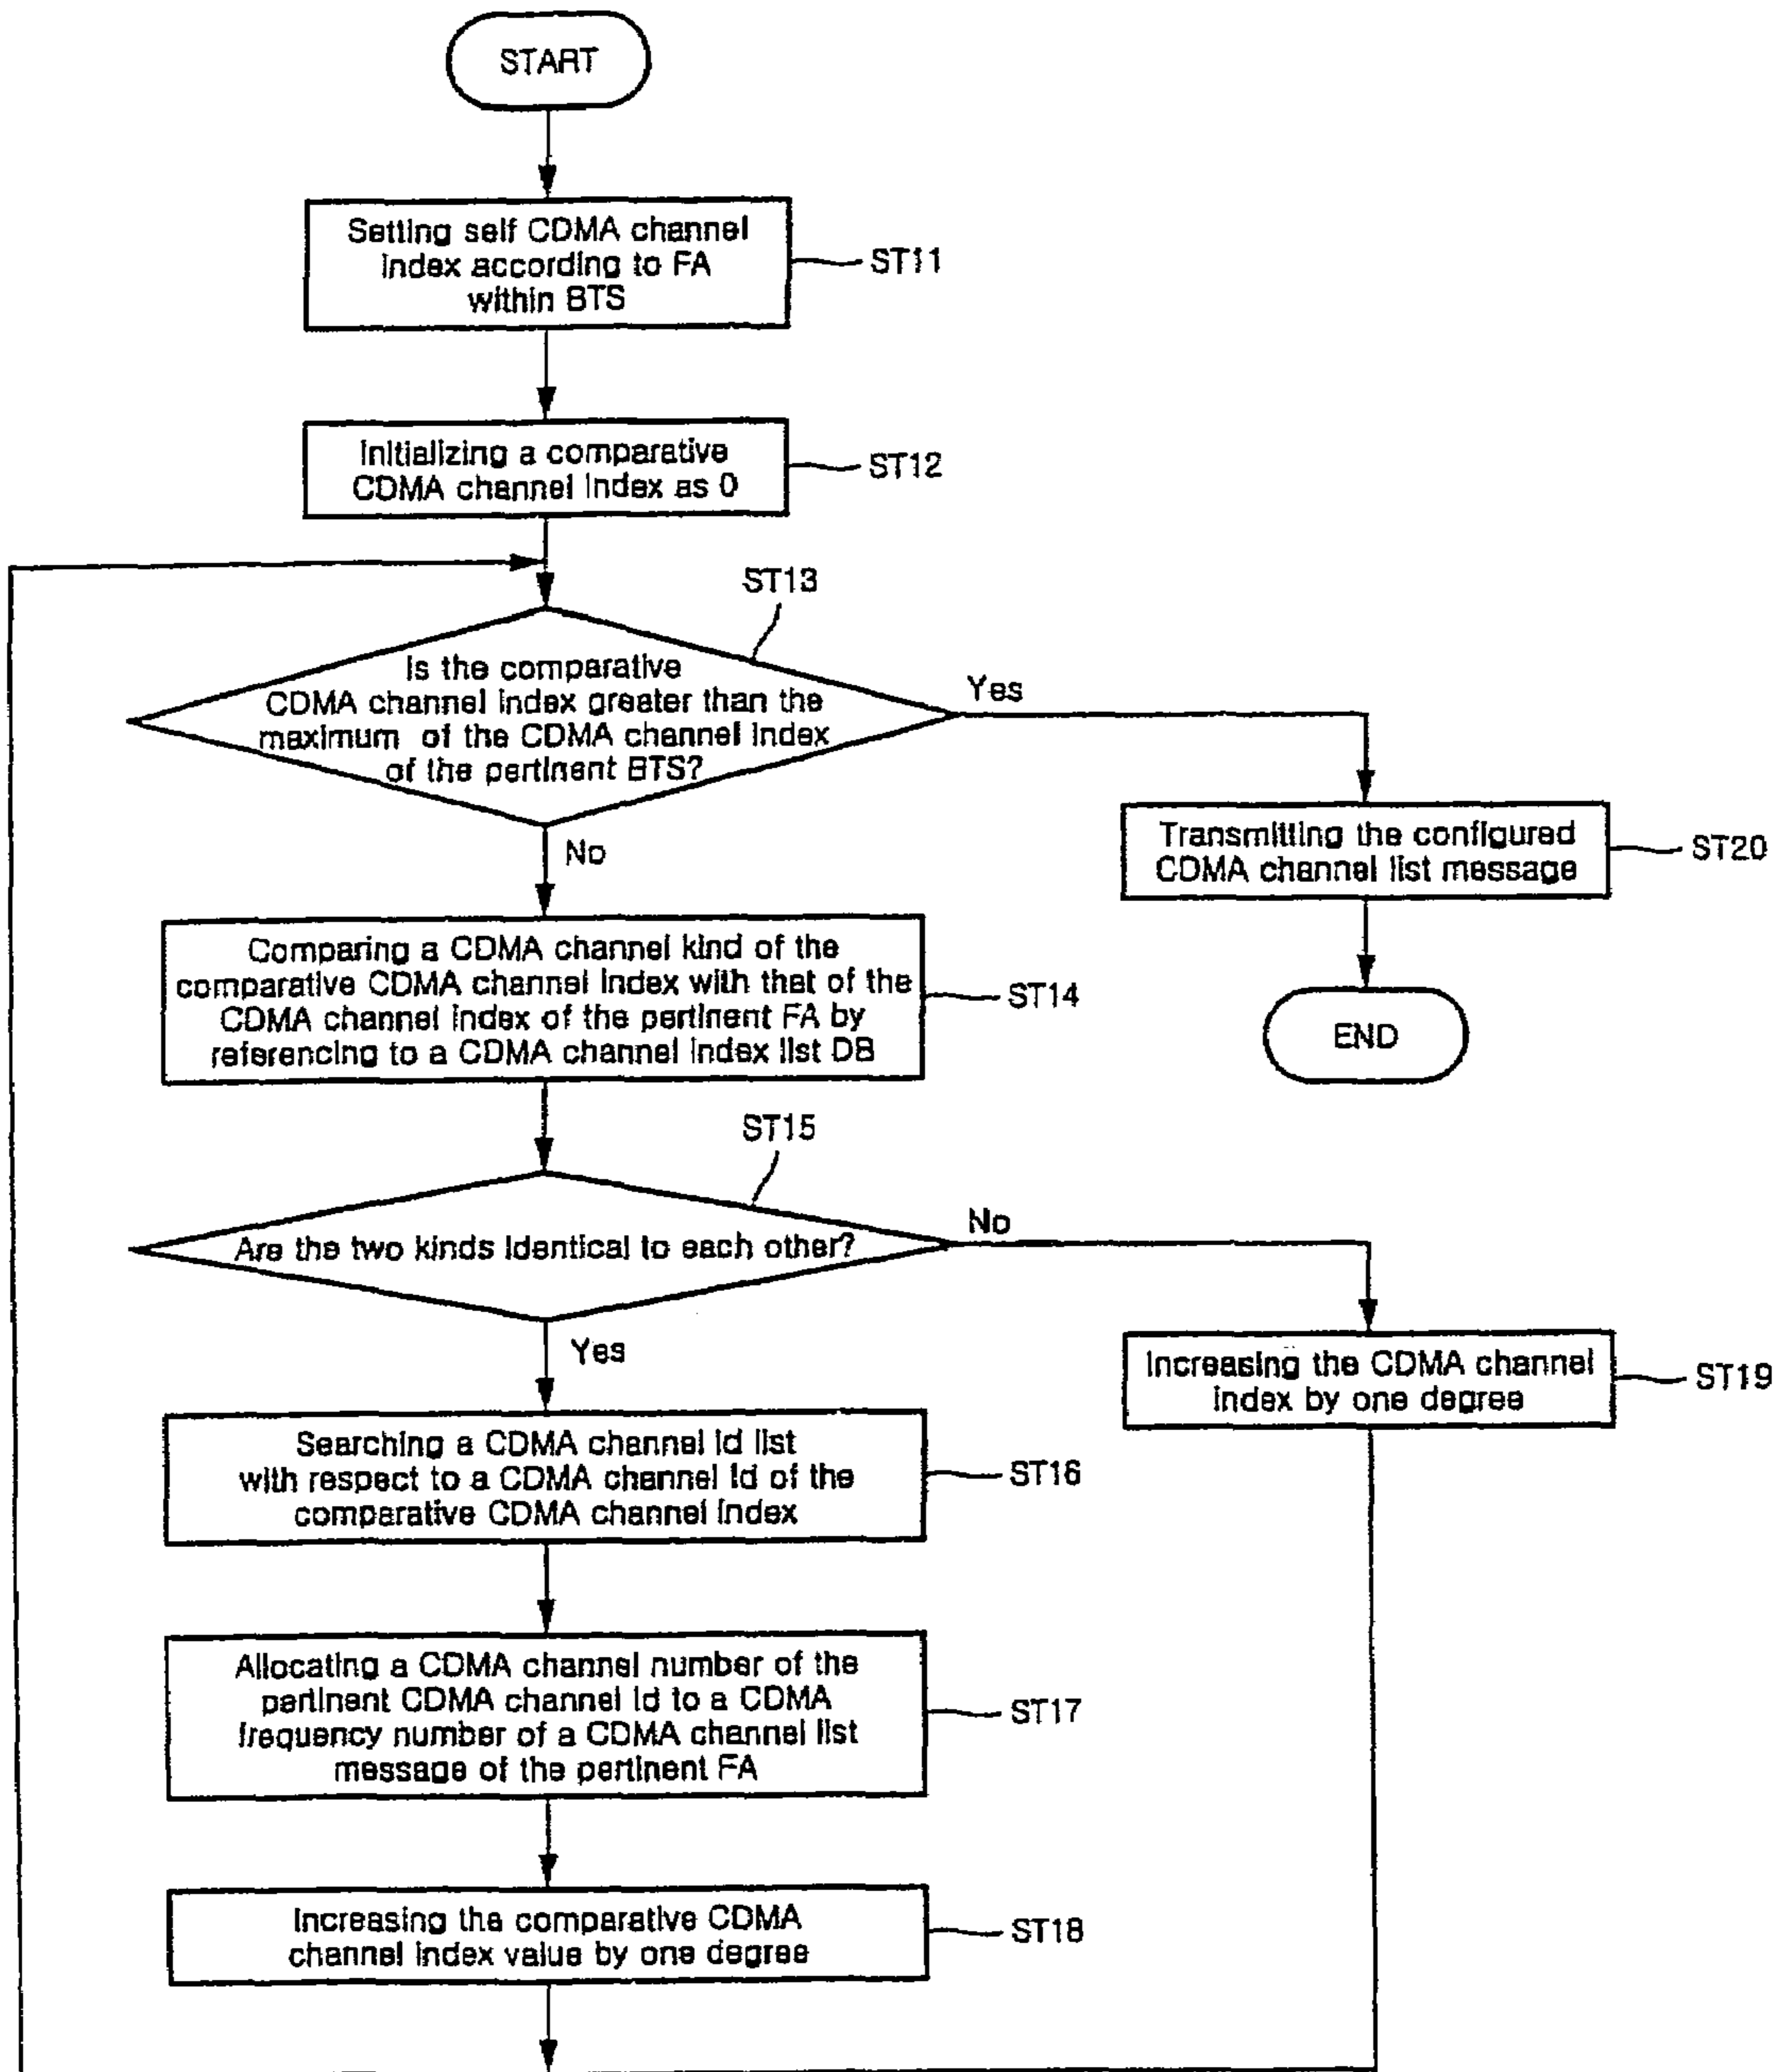 START
Setting self CDMA channel
index according to FA
within BTS
ST11
Initializing a comparative
CDMA channel index as 0
ST12
ST13
Is the comparative
CDMA channel index greater than the
maximum of the CDMA channel index
of the pertinent BTS?
Yes
No
Transmitting the configured
CDMA channel list message
ST20
END
Comparing a CDMA channel kind of the
comparative CDMA channel index with that of the
CDMA channel index of the pertinent FA by
referencing to a CDMA channel index list DB
ST14
ST15
Are the two kinds identical to each other?
No
Yes
Increasing the CDMA channel
index by one degree
ST19
Searching a CDMA channel id list
with respect to a CDMA channel id of the
comparative CDMA channel index
ST16
Allocating a CDMA channel number of the
pertinent CDMA channel id to a CDMA
frequency number of a CDMA channel list
message of the pertinent FA
ST17
Increasing the comparative CDMA
channel index value by one degree
ST18